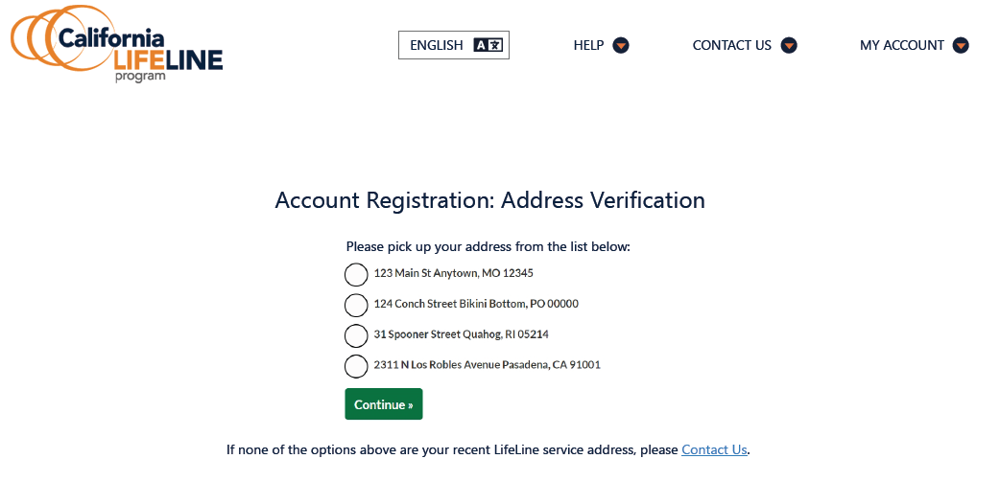 California
LIFELINE
program
ENGLISH
HELP
CONTACT US
MY ACCOUNT
Account Registration: Address Verification
Please pick up your address from the list below:
123 Main St Anytown, MO 12345
124 Conch Street Bikini Bottom, PO 00000
31 Spooner Street Quahog, RI 05214
2311 N Los Robles Avenue Pasadena, CA 91001
Continue »
If none of the options above are your recent LifeLine service address, please Contact Us.